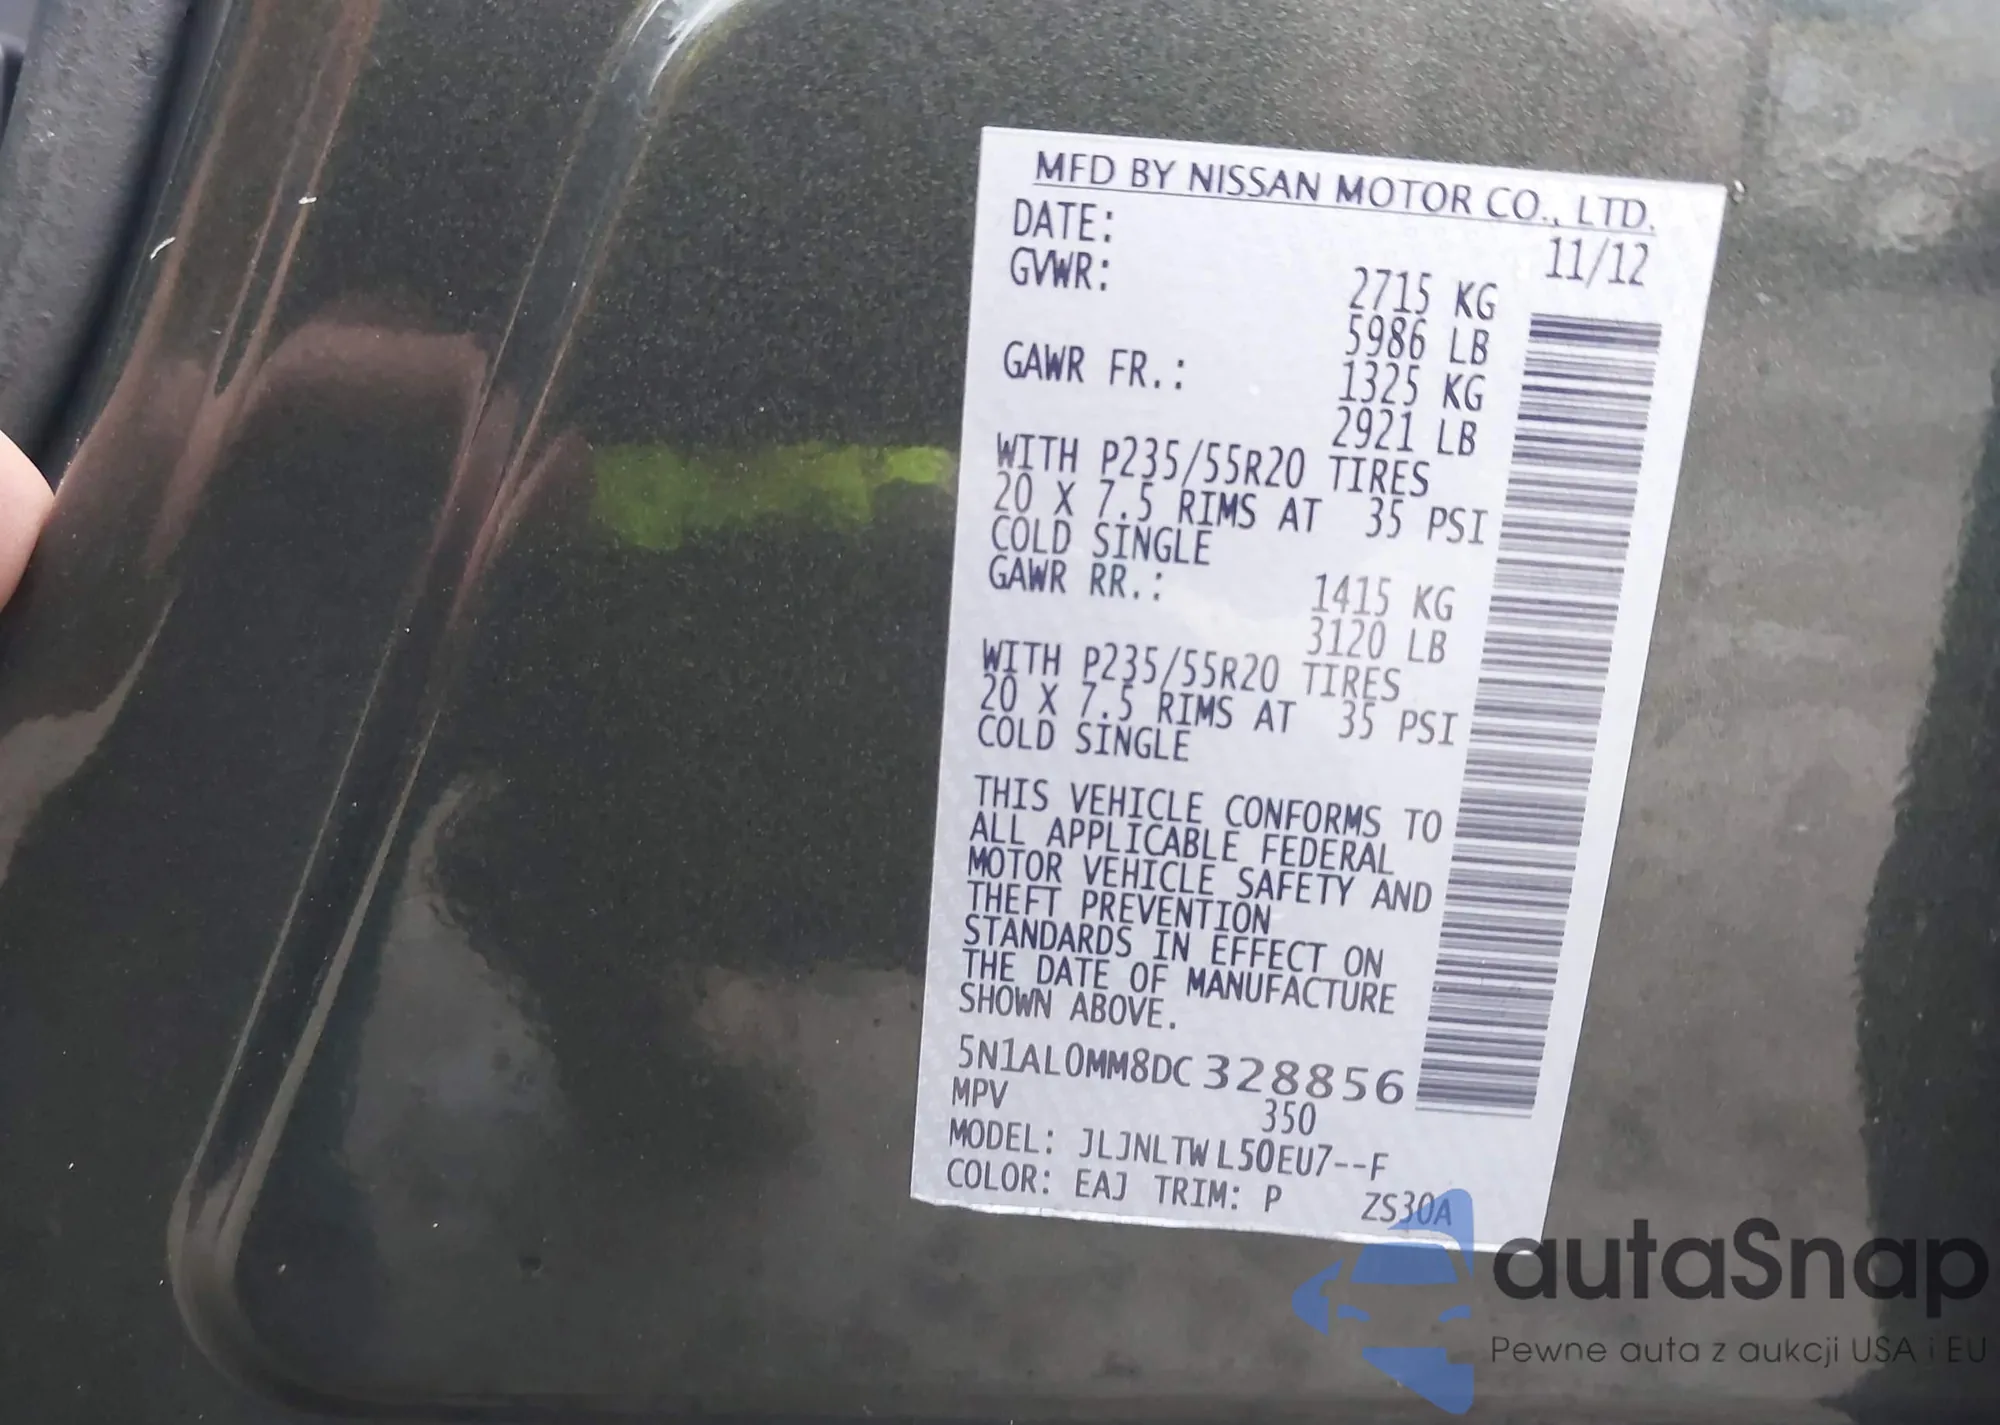 MFD BY NISSAN MOTOR CO., LTD.
DATE: 11/12
GVWR: 2715 KG
5986 LB
GAWR FR.: 1325 KG
2921 LB
WITH P235/55R20 TIRES
20 X 7.5 RIMS AT 35 PSI
COLD SINGLE
GAWR RR.: 1415 KG
3120 LB
WITH P235/55R20 TIRES
20 X 7.5 RIMS AT 35 PSI
COLD SINGLE
THIS VEHICLE CONFORMS TO
ALL APPLICABLE FEDERAL
MOTOR VEHICLE SAFETY AND
THEFT PREVENTION
STANDARDS IN EFFECT ON
THE DATE OF MANUFACTURE
SHOWN ABOVE.
5N1AL0MM8DC328856
MPV 350
MODEL: JLJNLTWL50EU7--F
COLOR: EAJ TRIM: P ZS30A
autaSnap
Pewne auta z aukcji USA i EU